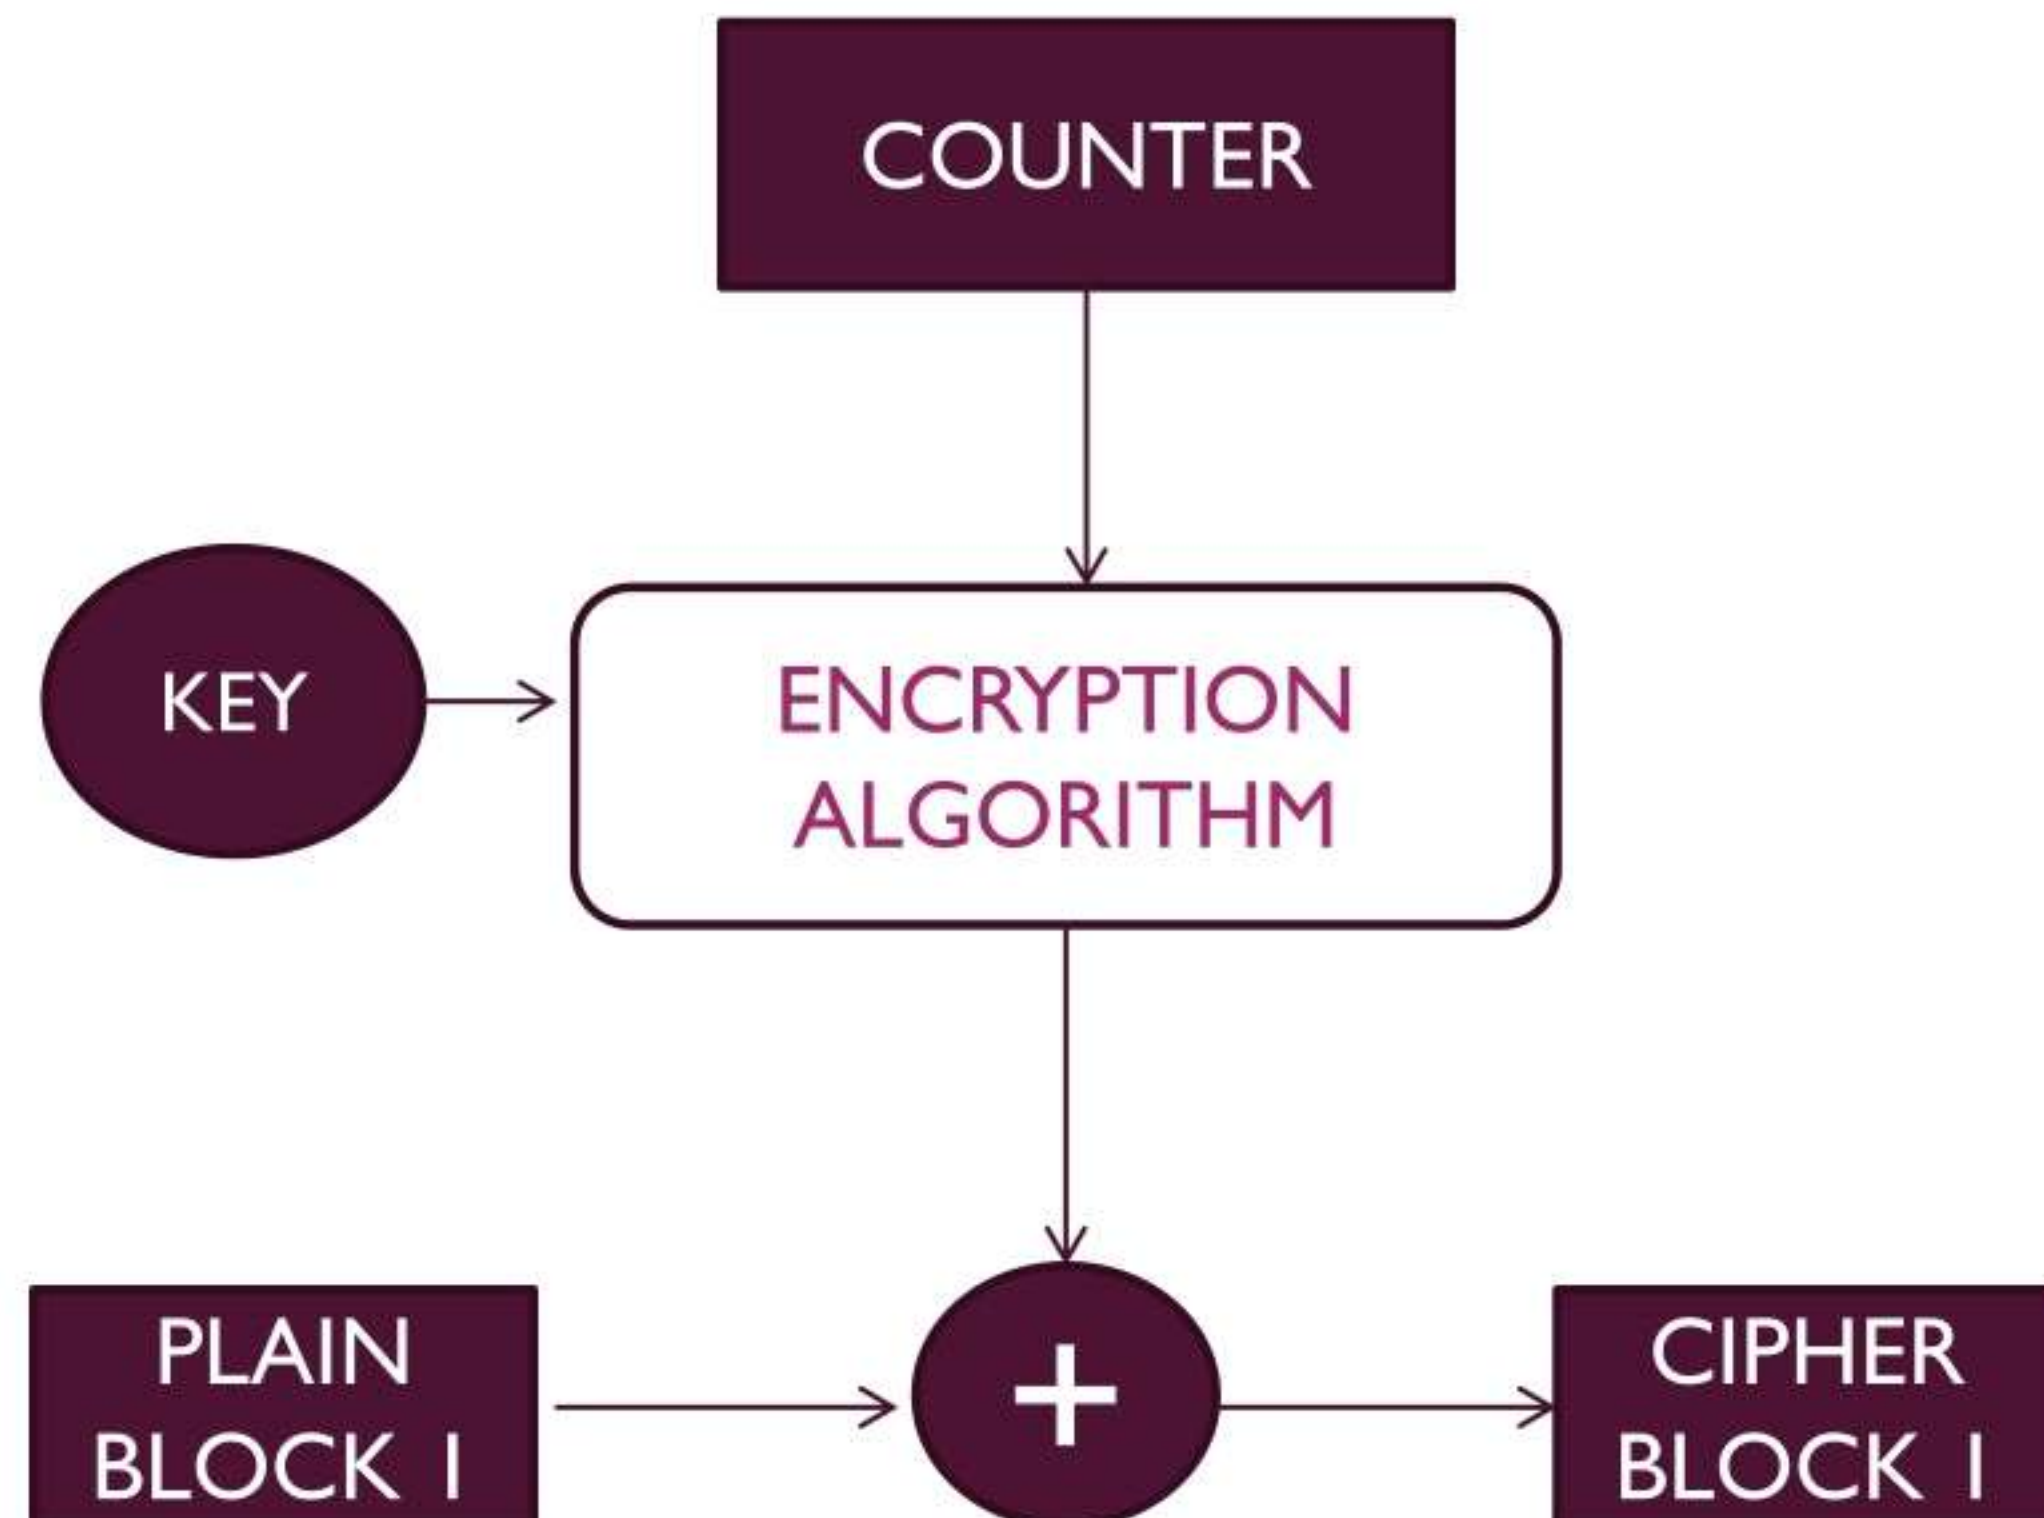 COUNTER
KEY
ENCRYPTION
ALGORITHM
PLAIN
BLOCK 1
+
CIPHER
BLOCK 1